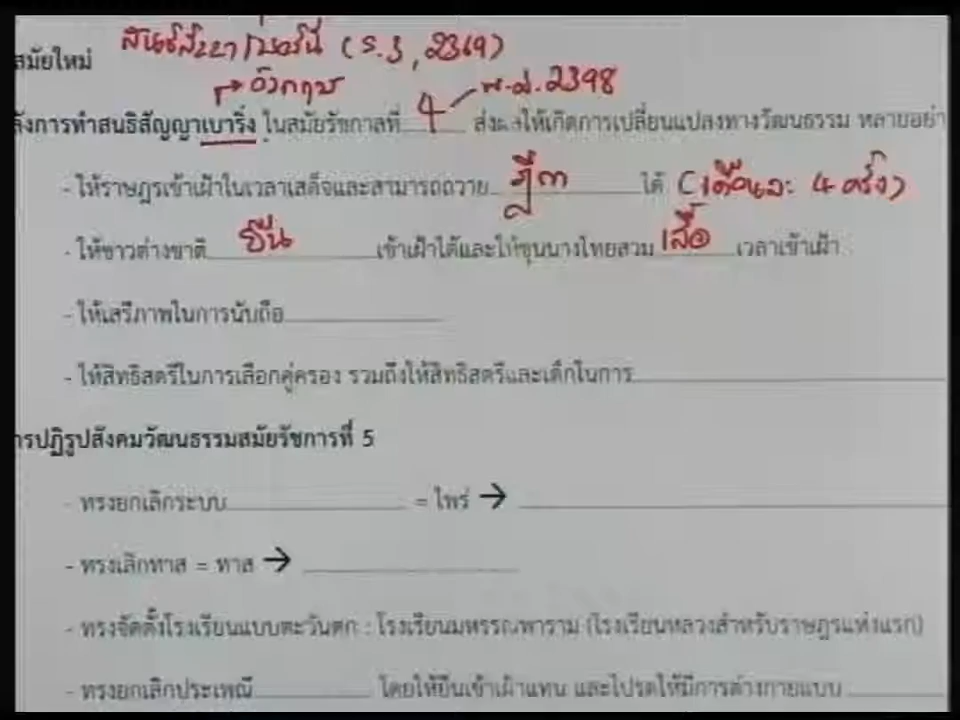 สนธิสัญญาเบอร์นี (ร.3, 2369)
สมัยใหม่
→ อังกฤษ พ.ศ. 2398
ลังการทำสนธิสัญญาเบาริ่ง ในสมัยรัชกาลที่ 4 ส่งผลให้เกิดการเปลี่ยนแปลงทางวัฒนธรรม หลายอย่า
- ให้ราษฎรเข้าเฝ้าในเวลาเสด็จและสามารถถวาย ฎีกา ได้ (เดือนละ 4 ครั้ง)
- ให้ชาวต่างชาติ ยืน เข้าเฝ้าได้และให้ขุนนางไทยสวม เสื้อ เวลาเข้าเฝ้า
- ให้เสรีภาพในการนับถือ
- ให้สิทธิสตรีในการเลือกคู่ครอง รวมถึงให้สิทธิสตรีและเด็กในการ
ารปฏิรูปสังคมวัฒนธรรมสมัยรัชการที่ 5
- ทรงยกเลิกระบบ = ไพร่ →
- ทรงเลิกทาส = ทาส →
- ทรงจัดตั้งโรงเรียนแบบตะวันตก : โรงเรียนมหรรณพาราม (โรงเรียนหลวงสำหรับราษฎรแห่งแรก)
- ทรงยกเลิกประเพณี โดยให้ยืนเข้าเฝ้าแทน และโปรดให้มีการต่างกายแบบ